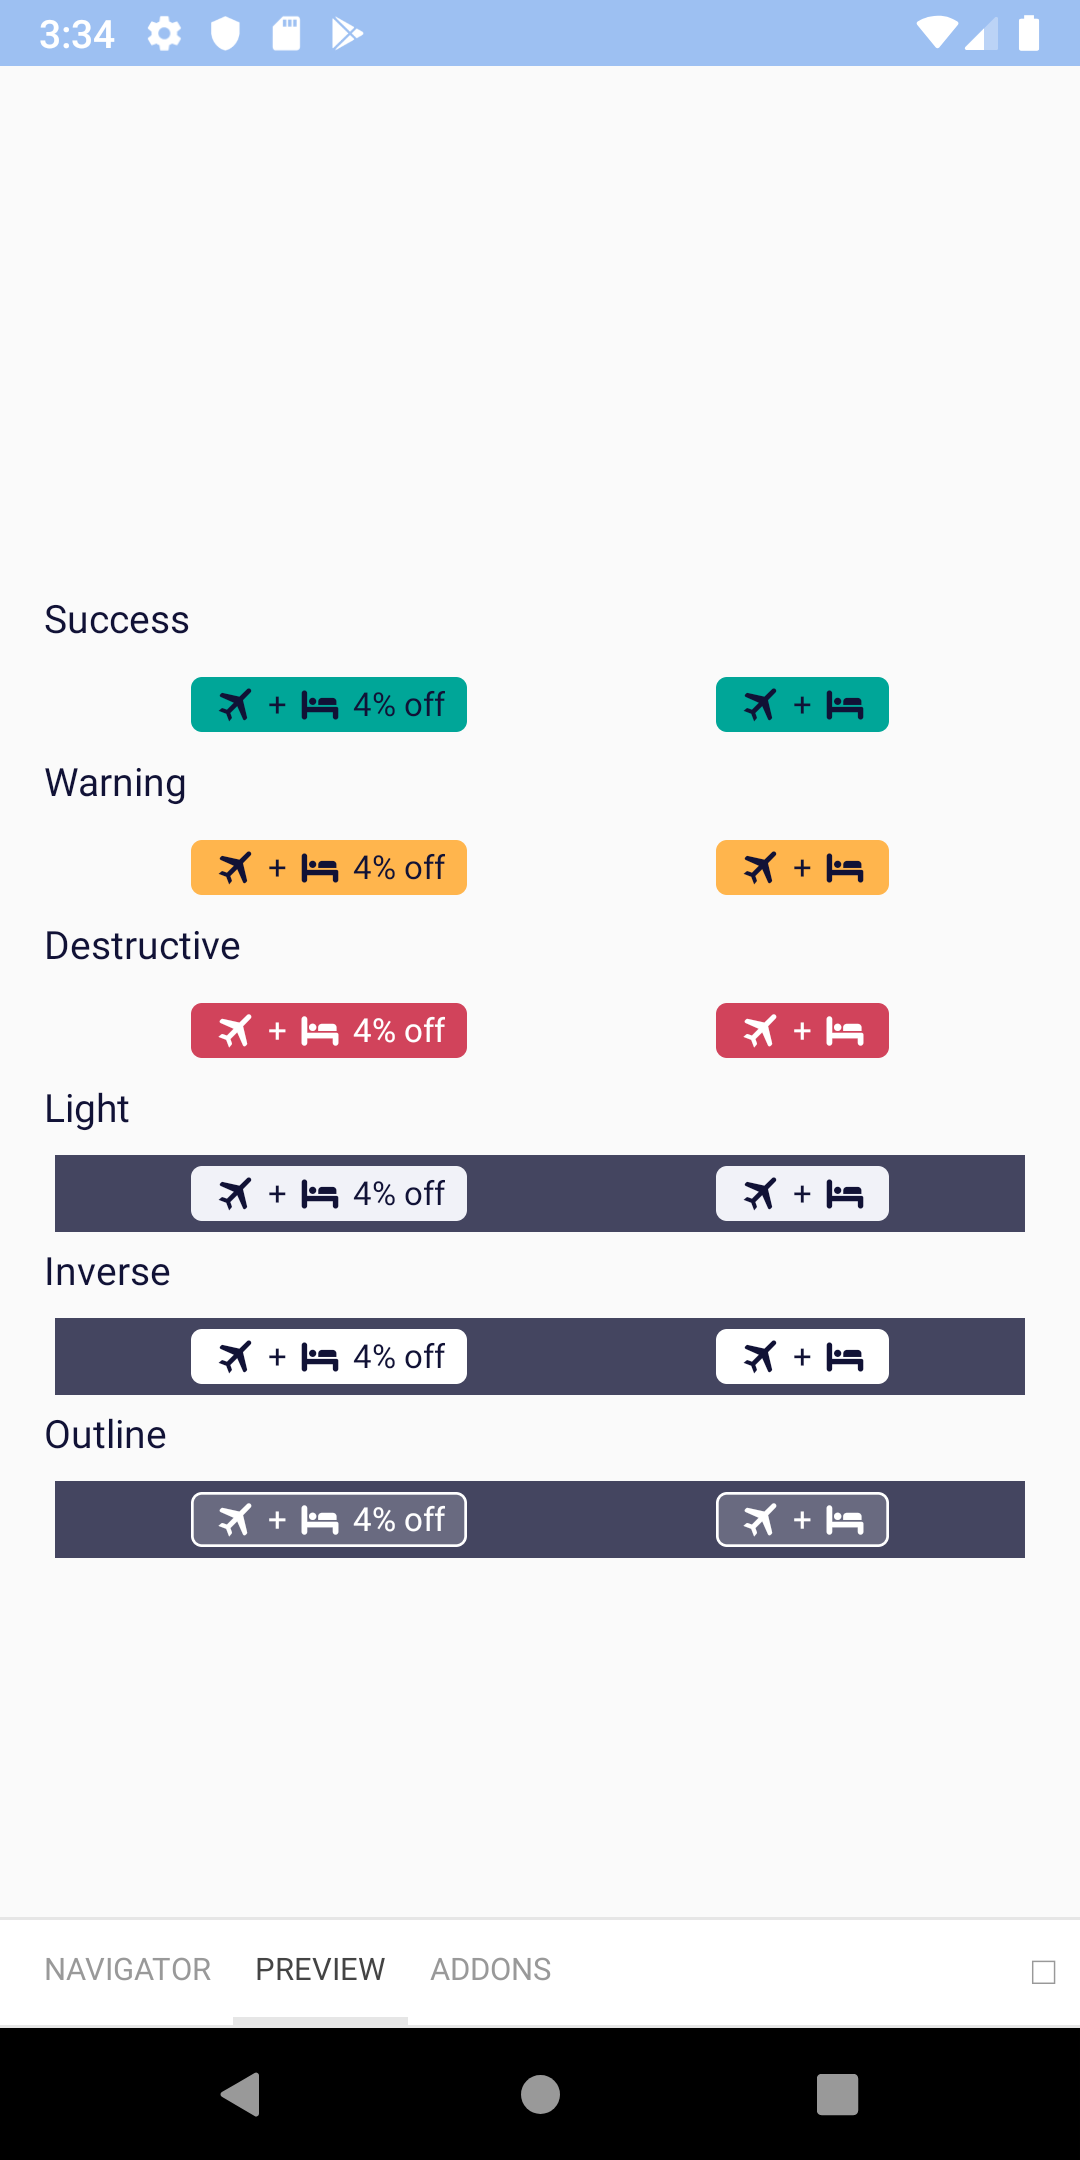 3:34
Success
+ 4% off +
Warning
+ 4% off +
Destructive
+ 4% off +
Light
+ 4% off +
Inverse
+ 4% off +
Outline
+ 4% off +
NAVIGATOR PREVIEW ADDONS